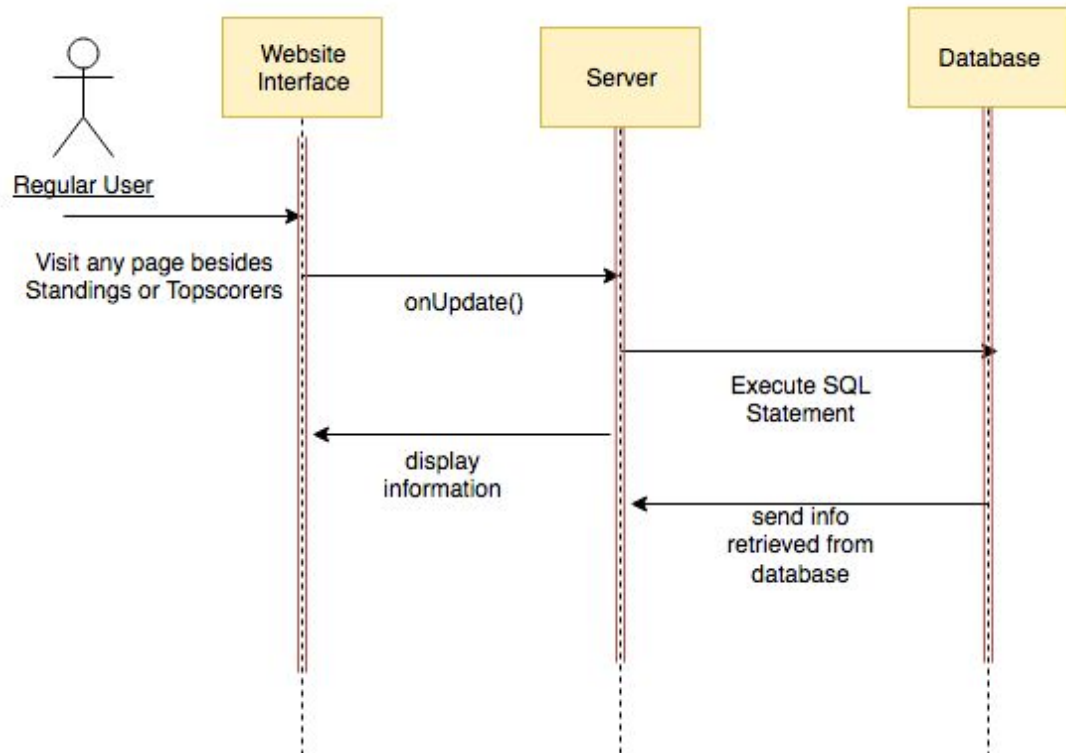 Website
Interface
Server
Database
Regular User
Visit any page besides
Standings or Topscorers
onUpdate()
Execute SQL
Statement
display
information
send info
retrieved from
database